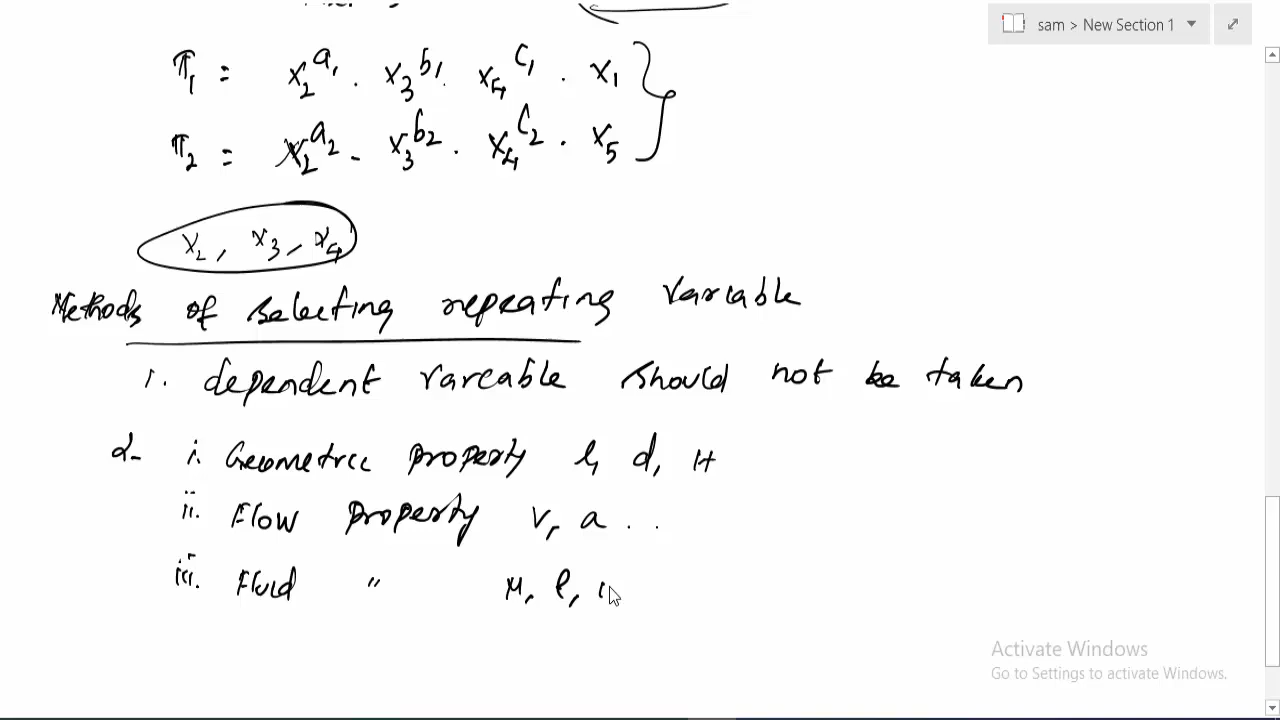 sam > New Section 1
π₁ = x₂^a₁ . x₃^b₁ . x₄^c₁ . x₁
π₂ = x₂^a₂ - x₃^b₂ . x₄^c₂ . x₅
x₂, x₃, x₄
Methods of selecting repeating variable
1. dependent variable should not be taken
2- i. Geometric property l, d, H
ii. Flow property v, a . .
iii. Fluid " μ, ρ,
Activate Windows
Go to Settings to activate Windows.